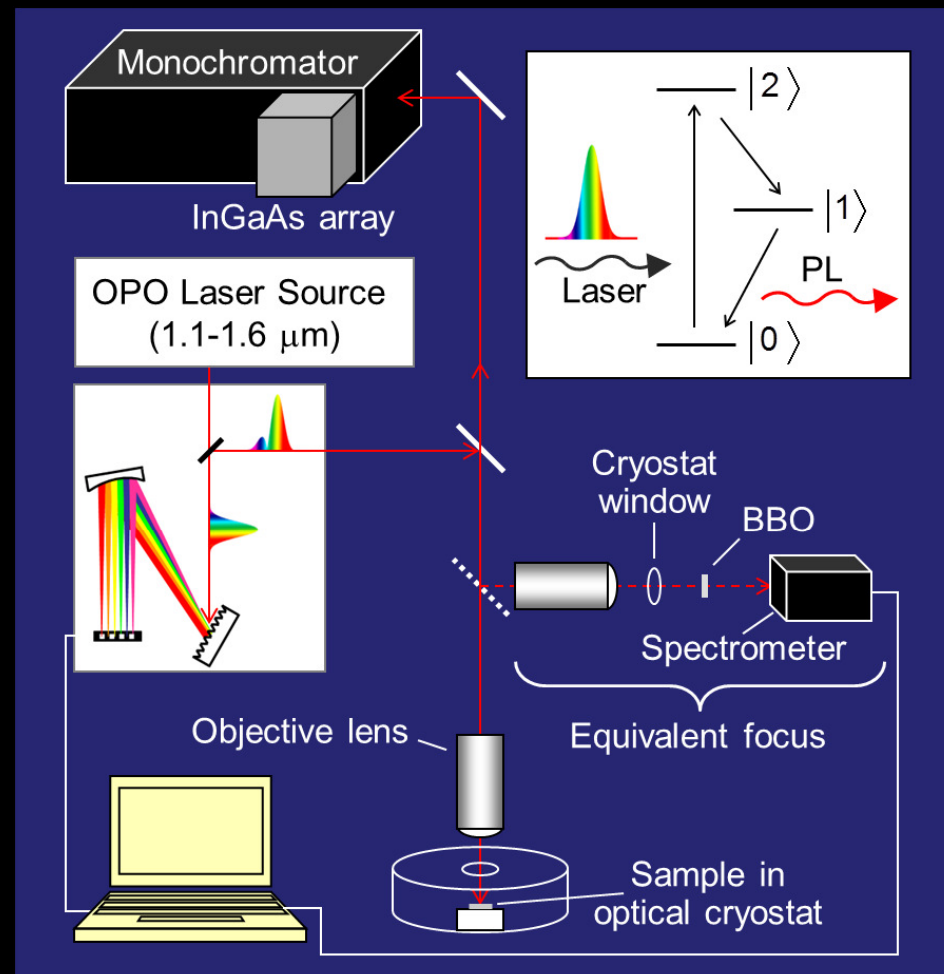 Monochromator
InGaAs array
|2⟩
|1⟩
Laser
PL
|0⟩
OPO Laser Source
(1.1-1.6 μm)
Cryostat
window
BBO
Spectrometer
Equivalent focus
Objective lens
Sample in
optical cryostat